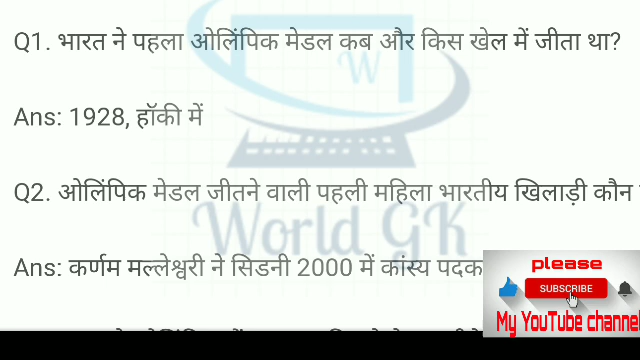 Q1. भारत ने पहला ओलिंपिक मेडल कब और किस खेल में जीता था?
W
Ans: 1928, हॉकी में
Q2. ओलिंपिक मेडल जीतने वाली पहली महिला भारतीय खिलाड़ी कौन
World GK
Ans: कर्णम मल्लेश्वरी ने सिडनी 2000 में कांस्य पदक
please
SUBSCRIBE
My YouTube channel